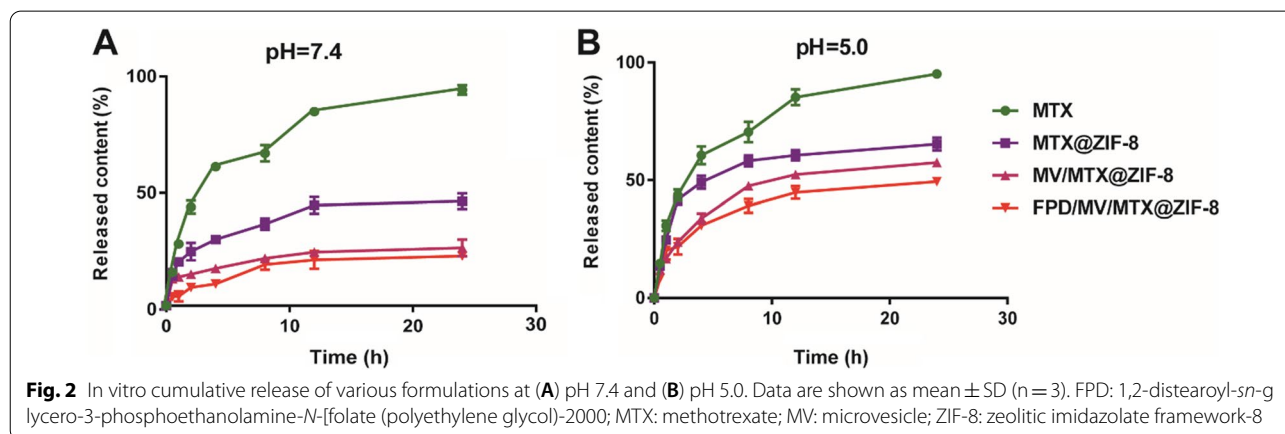 A
pH=7.4
Released content (%)
100
50
0
0
10
20
30
Time (h)
B
pH=5.0
Released content (%)
100
50
0
0
10
20
30
Time (h)
MTX
MTX@ZIF-8
MV/MTX@ZIF-8
FPD/MV/MTX@ZIF-8
Fig. 2 In vitro cumulative release of various formulations at (A) pH 7.4 and (B) pH 5.0. Data are shown as mean ± SD (n = 3). FPD: 1,2-distearoyl-sn-g
lycero-3-phosphoethanolamine-N-[folate (polyethylene glycol)-2000; MTX: methotrexate; MV: microvesicle; ZIF-8: zeolitic imidazolate framework-8